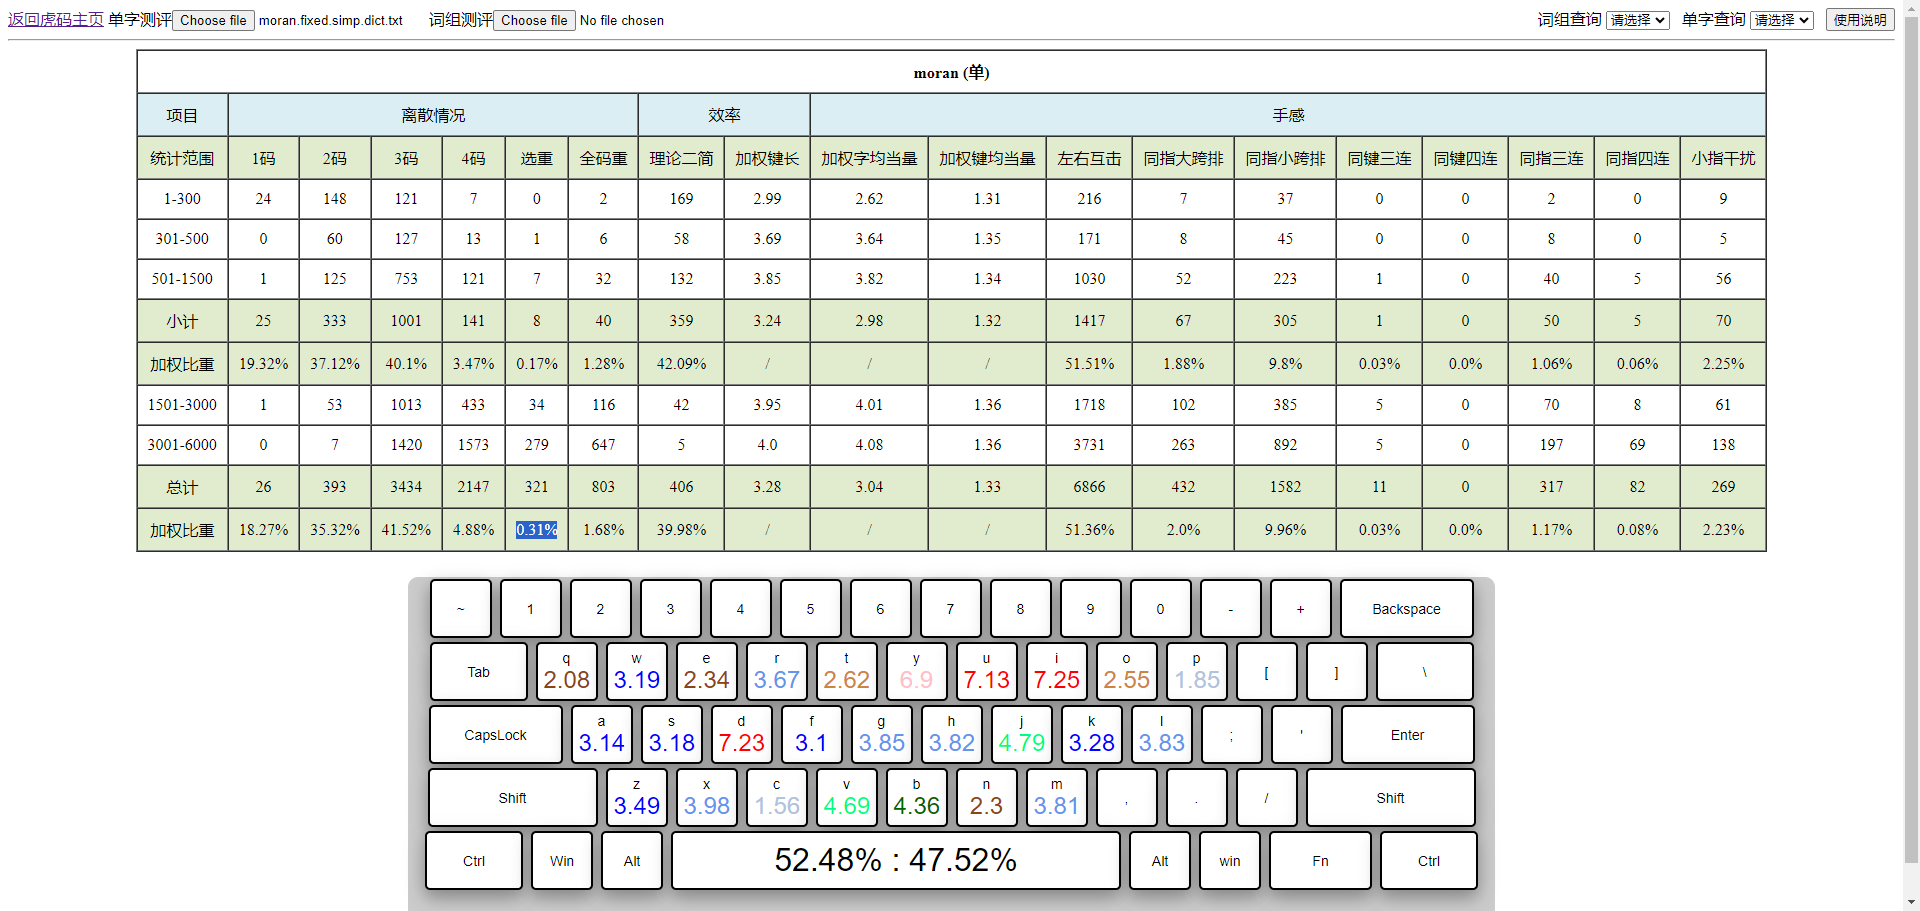 返回虎码主页 单字测评 Choose file moran.fixed.simp.dict.txt 词组测评 Choose file No file chosen 词组查询 请选择 单字查询 请选择 使用说明
moran (单)
项目 离散情况 效率 手感
统计范围 1码 2码 3码 4码 选重 全码重 理论二简 加权键长 加权字均当量 加权键均当量 左右互击 同指大跨排 同指小跨排 同键三连 同键四连 同指三连 同指四连 小指干扰
1-300 24 148 121 7 0 2 169 2.99 2.62 1.31 216 7 37 0 0 2 0 9
301-500 0 60 127 13 1 6 58 3.69 3.64 1.35 171 8 45 0 0 8 0 5
501-1500 1 125 753 121 7 32 132 3.85 3.82 1.34 1030 52 223 1 0 40 5 56
小计 25 333 1001 141 8 40 359 3.24 2.98 1.32 1417 67 305 1 0 50 5 70
加权比重 19.32% 37.12% 40.1% 3.47% 0.17% 1.28% 42.09% / / / 51.51% 1.88% 9.8% 0.03% 0.0% 1.06% 0.06% 2.25%
1501-3000 1 53 1013 433 34 116 42 3.95 4.01 1.36 1718 102 385 5 0 70 8 61
3001-6000 0 7 1420 1573 279 647 5 4.0 4.08 1.36 3731 263 892 5 0 197 69 138
总计 26 393 3434 2147 321 803 406 3.28 3.04 1.33 6866 432 1582 11 0 317 82 269
加权比重 18.27% 35.32% 41.52% 4.88% 0.31% 1.68% 39.98% / / / 51.36% 2.0% 9.96% 0.03% 0.0% 1.17% 0.08% 2.23%
~ 1 2 3 4 5 6 7 8 9 0 - + Backspace
q w e r t y u i o p
Tab 2.08 3.19 2.34 3.67 2.62 6.9 7.13 7.25 2.55 1.85 [ ] \
a s d f g h j k l
CapsLock 3.14 3.18 7.23 3.1 3.85 3.82 4.79 3.28 3.83 ; ' Enter
z x c v b n m
Shift 3.49 3.98 1.56 4.69 4.36 2.3 3.81 , . / Shift
Ctrl Win Alt 52.48% : 47.52% Alt win Fn Ctrl